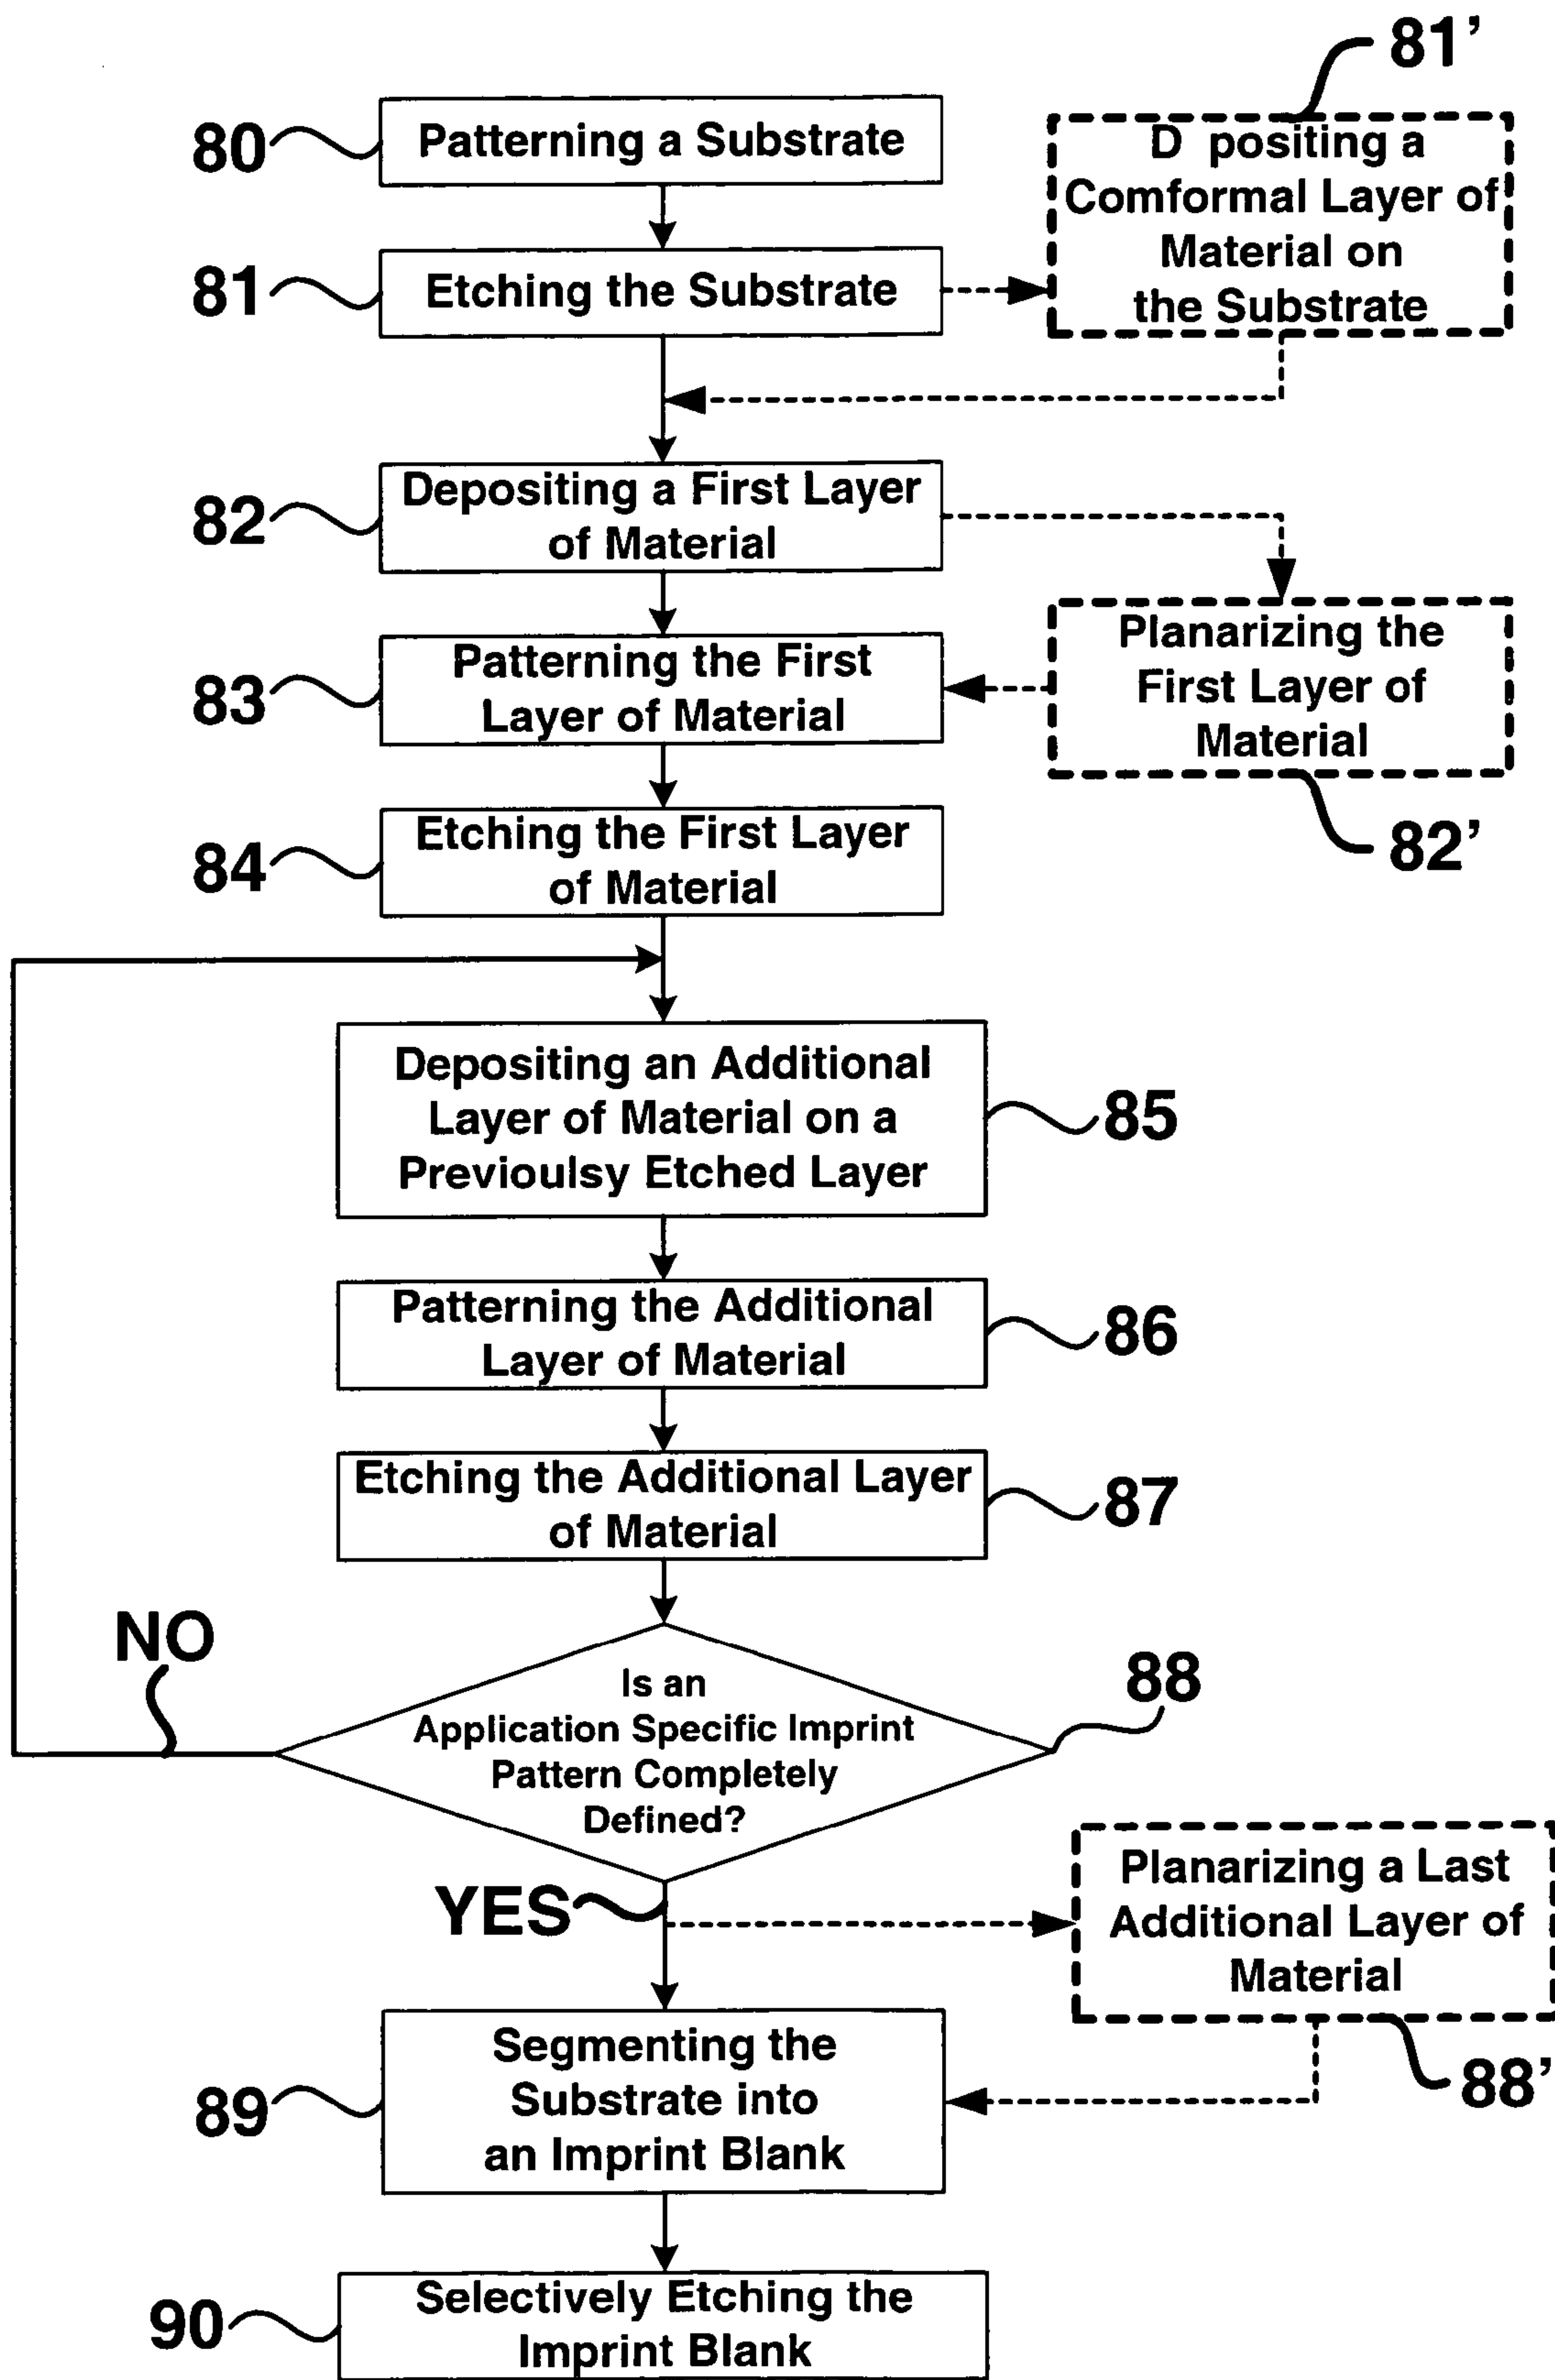 81’
80
Patterning a Substrate
D positing a
Comformal Layer of
Material on
the Substrate
81
Etching the Substrate
82
Depositing a First Layer
of Material
Planarizing the
First Layer of
Material
82’
83
Patterning the First
Layer of Material
84
Etching the First Layer
of Material
Depositing an Additional
Layer of Material on a
Previoulsy Etched Layer
85
Patterning the Additional
Layer of Material
86
Etching the Additional Layer
of Material
87
NO
Is an
Application Specific Imprint
Pattern Completely
Defined?
88
YES
Planarizing a Last
Additional Layer of
Material
88’
89
Segmenting the
Substrate into
an Imprint Blank
90
Selectively Etching the
Imprint Blank